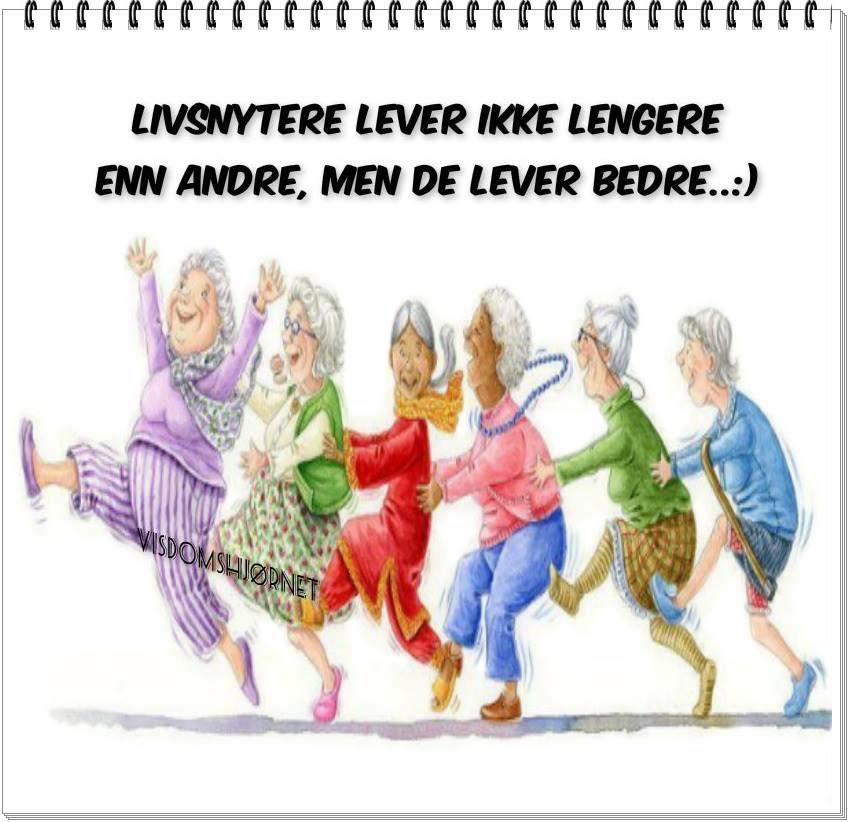 LIVSNYTERE LEVER IKKE LENGERE
ENN ANDRE, MEN DE LEVER BEDRE..:)
VISDOMSHJØRNET